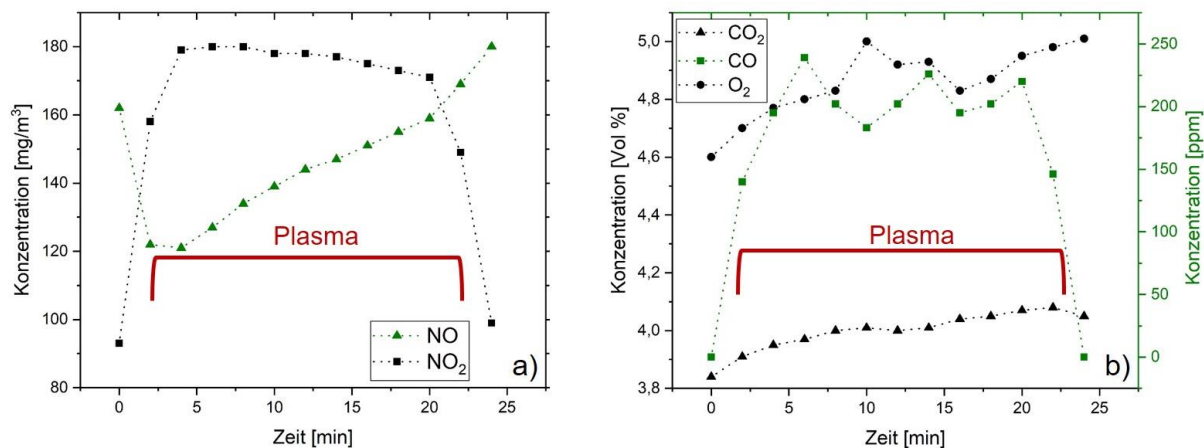 180
160
140
120
100
80
Konzentration [mg/m³]
Plasma
NO
NO₂
a)
0
5
10
15
20
25
Zeit [min]
5.0
4.8
4.6
4.4
4.2
4.0
3.8
Konzentration [Vol %]
CO₂
CO
O₂
Plasma
b)
250
200
150
100
50
0
Konzentration [ppm]
0
5
10
15
20
25
Zeit [min]